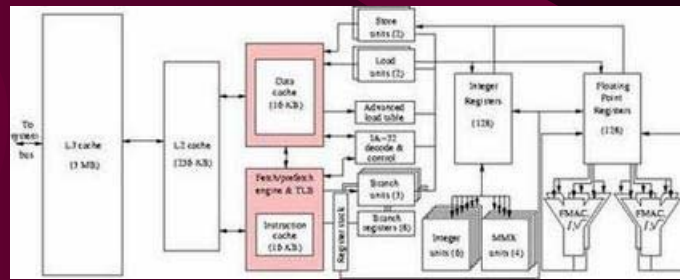 To
system
bus
L3 cache
(3 MB)
L2 cache
(256 KB)
Data
cache
(16 KB)
Fetch/prefetch
engine & TLB
Instruction
cache
(16 KB)
Store
units (2)
Load
units (2)
Advanced
load table
IA-32
decode &
control
Branch
units (3)
Branch
registers (8)
Register stack
Integer
Registers
(128)
Floating
Point
Registers
(128)
Integer
units (6)
MMX
units (4)
FMAC
FMAC